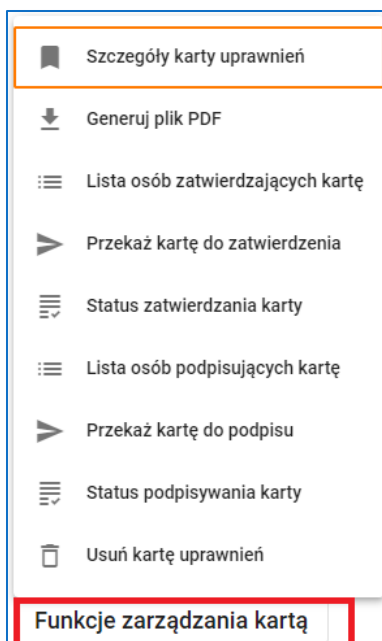 Szczegóły karty uprawnień
Generuj plik PDF
Lista osób zatwierdzających kartę
Przekaż kartę do zatwierdzenia
Status zatwierdzania karty
Lista osób podpisujących kartę
Przekaż kartę do podpisu
Status podpisywania karty
Usuń kartę uprawnień
Funkcje zarządzania kartą